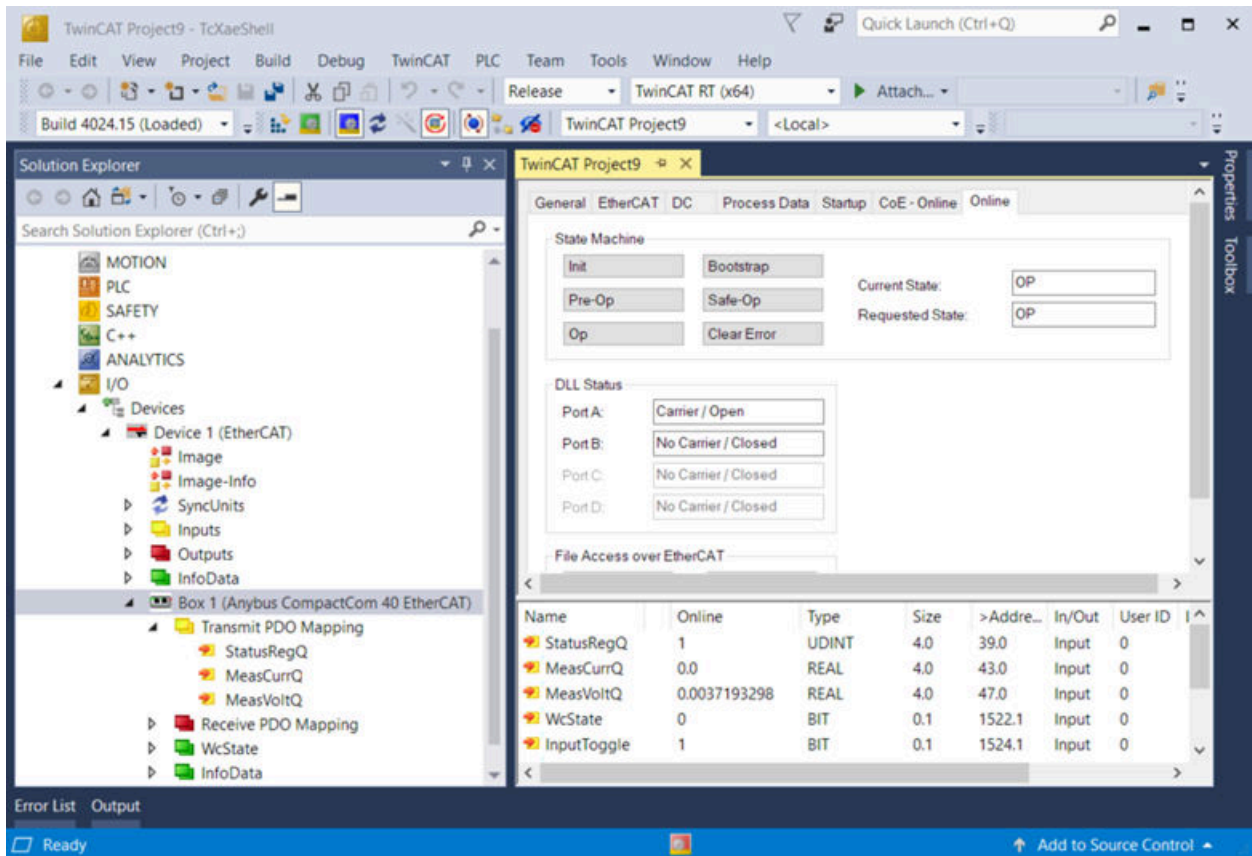 TwinCAT Project9 - TcXaeShell
Quick Launch (Ctrl+Q)
File Edit View Project Build Debug TwinCAT PLC Team Tools Window Help
Release TwinCAT RT (x64) Attach...
Build 4024.15 (Loaded) TwinCAT Project9 <Local>
Solution Explorer
Search Solution Explorer (Ctrl+;)
MOTION
PLC
SAFETY
C++
ANALYTICS
I/O
Devices
Device 1 (EtherCAT)
Image
Image-Info
SyncUnits
Inputs
Outputs
InfoData
Box 1 (Anybus CompactCom 40 EtherCAT)
Transmit PDO Mapping
StatusRegQ
MeasCurrQ
MeasVoltQ
Receive PDO Mapping
WcState
InfoData
TwinCAT Project9
General EtherCAT DC Process Data Startup CoE - Online Online
State Machine
Init Bootstrap
Pre-Op Safe-Op
Op Clear Error
Current State: OP
Requested State: OP
DLL Status
Port A: Carrier / Open
Port B: No Carrier / Closed
Port C: No Carrier / Closed
Port D: No Carrier / Closed
File Access over EtherCAT
Name Online Type Size >Addre... In/Out User ID
StatusRegQ 1 UDINT 4.0 39.0 Input 0
MeasCurrQ 0.0 REAL 4.0 43.0 Input 0
MeasVoltQ 0.0037193298 REAL 4.0 47.0 Input 0
WcState 0 BIT 0.1 1522.1 Input 0
InputToggle 1 BIT 0.1 1524.1 Input 0
Properties
Toolbox
Error List Output
Ready
Add to Source Control